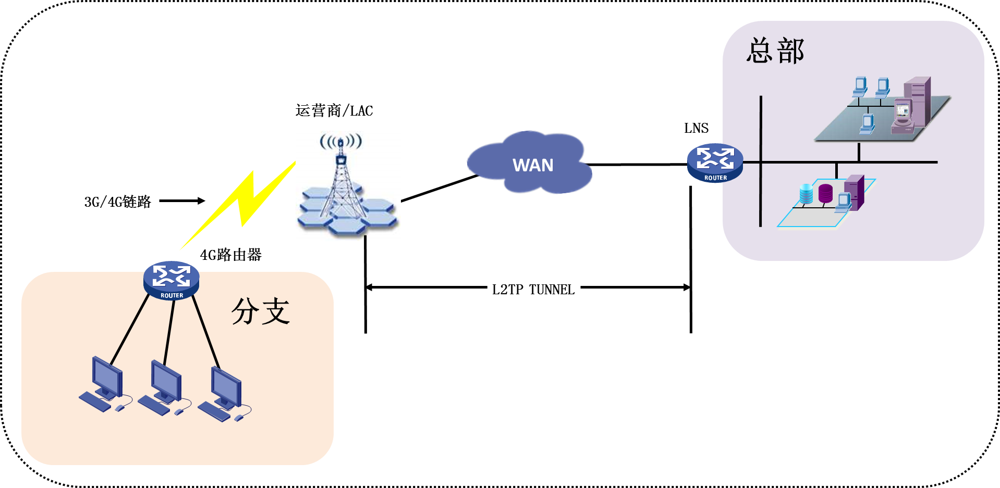 总部
运营商/LAC
LNS
WAN
ROUTER
3G/4G链路
4G路由器
ROUTER
L2TP TUNNEL
分支